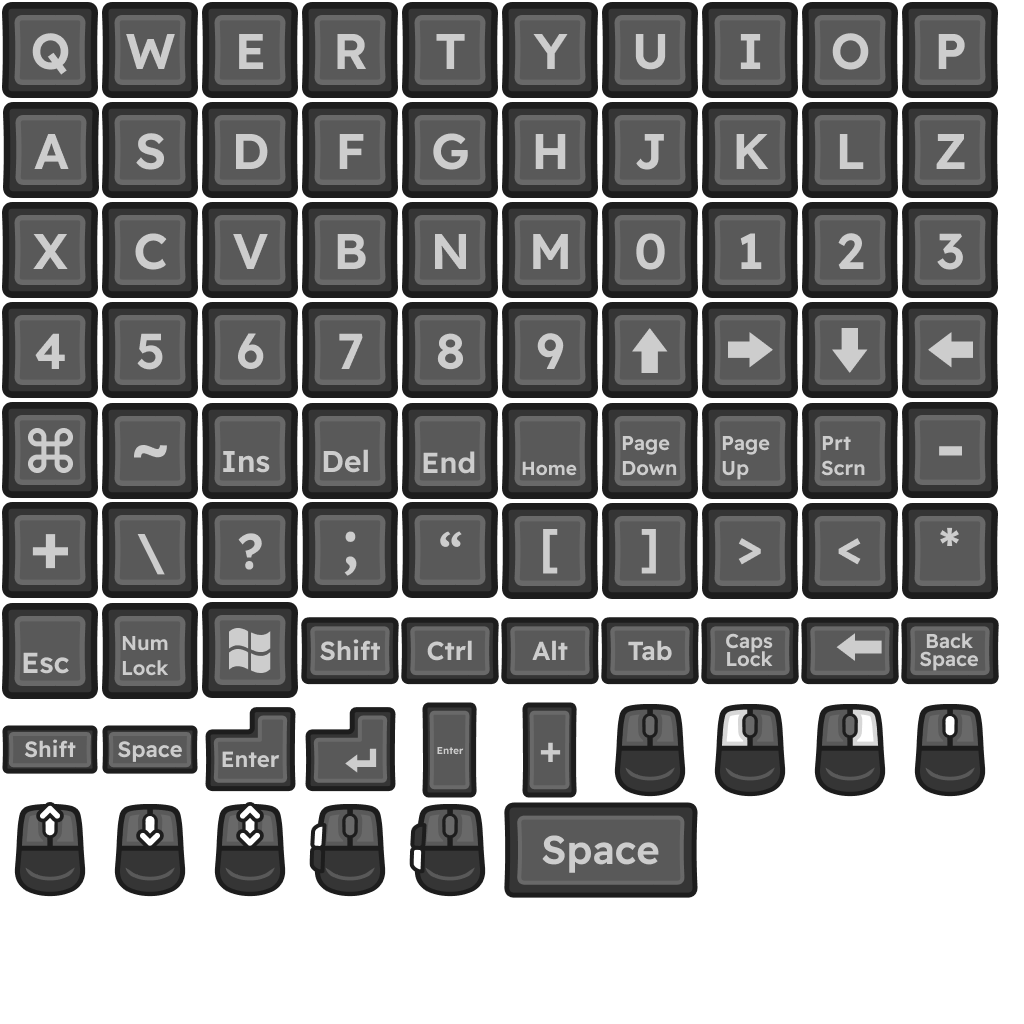 Q W E R T Y U I O P
A S D F G H J K L Z
X C V B N M 0 1 2 3
4 5 6 7 8 9 ↑ → ↓ ←
⌘ ~ Ins Del End Home Page Down Page Up Prt Scrn -
+ \ ? ; “ [ ] > < *
Esc Num Lock Shift Ctrl Alt Tab Caps Lock ← Back Space
Shift Space Enter ↵ Enter +
Space